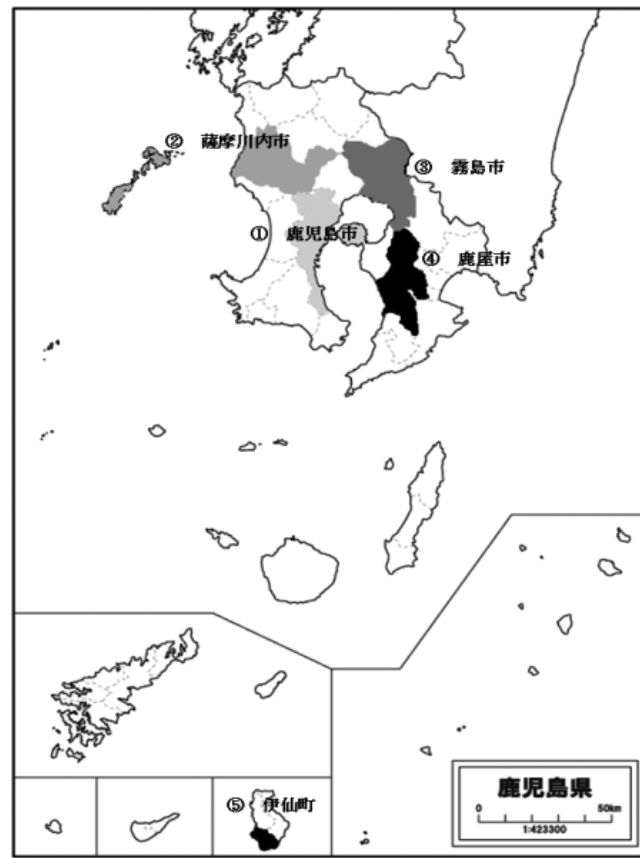 ② 薩摩川内市
③ 霧島市
① 鹿児島市
④ 鹿屋市
⑤ 伊仙町
鹿児島県
0 50km
1:423300